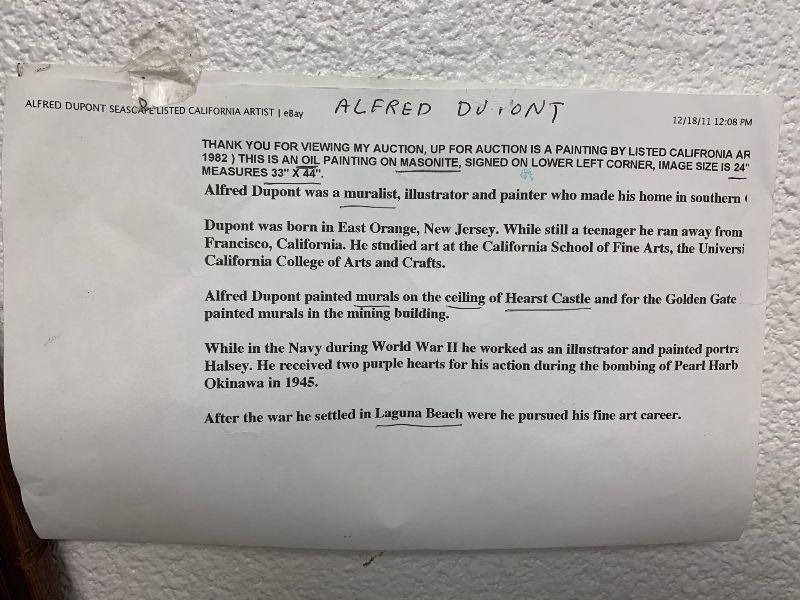 ALFRED DUPONT SEASCAPE LISTED CALIFORNIA ARTIST | eBay
ALFRED DUPONT
12/18/11 12:08 PM
THANK YOU FOR VIEWING MY AUCTION, UP FOR AUCTION IS A PAINTING BY LISTED CALIFRONIA AR
1982 ) THIS IS AN OIL PAINTING ON MASONITE, SIGNED ON LOWER LEFT CORNER, IMAGE SIZE IS 24"
MEASURES 33" X 44".
Alfred Dupont was a muralist, illustrator and painter who made his home in southern
Dupont was born in East Orange, New Jersey. While still a teenager he ran away from
Francisco, California. He studied art at the California School of Fine Arts, the Universi
California College of Arts and Crafts.
Alfred Dupont painted murals on the ceiling of Hearst Castle and for the Golden Gate
painted murals in the mining building.
While in the Navy during World War II he worked as an illustrator and painted portra
Halsey. He received two purple hearts for his action during the bombing of Pearl Harb
Okinawa in 1945.
After the war he settled in Laguna Beach were he pursued his fine art career.